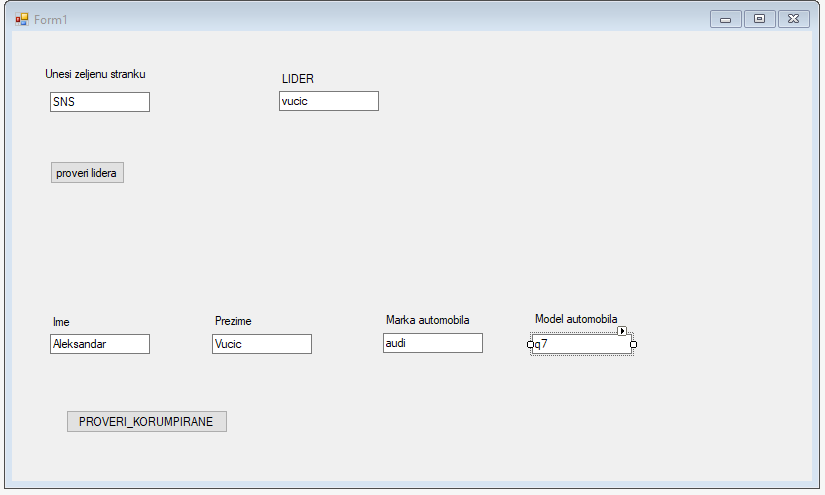 Form1
Unesi zeljenu stranku
LIDER
SNS
vucic
proveri lidera
Ime
Prezime
Marka automobila
Model automobila
Aleksandar
Vucic
audi
q7
PROVERI_KORUMPIRANE